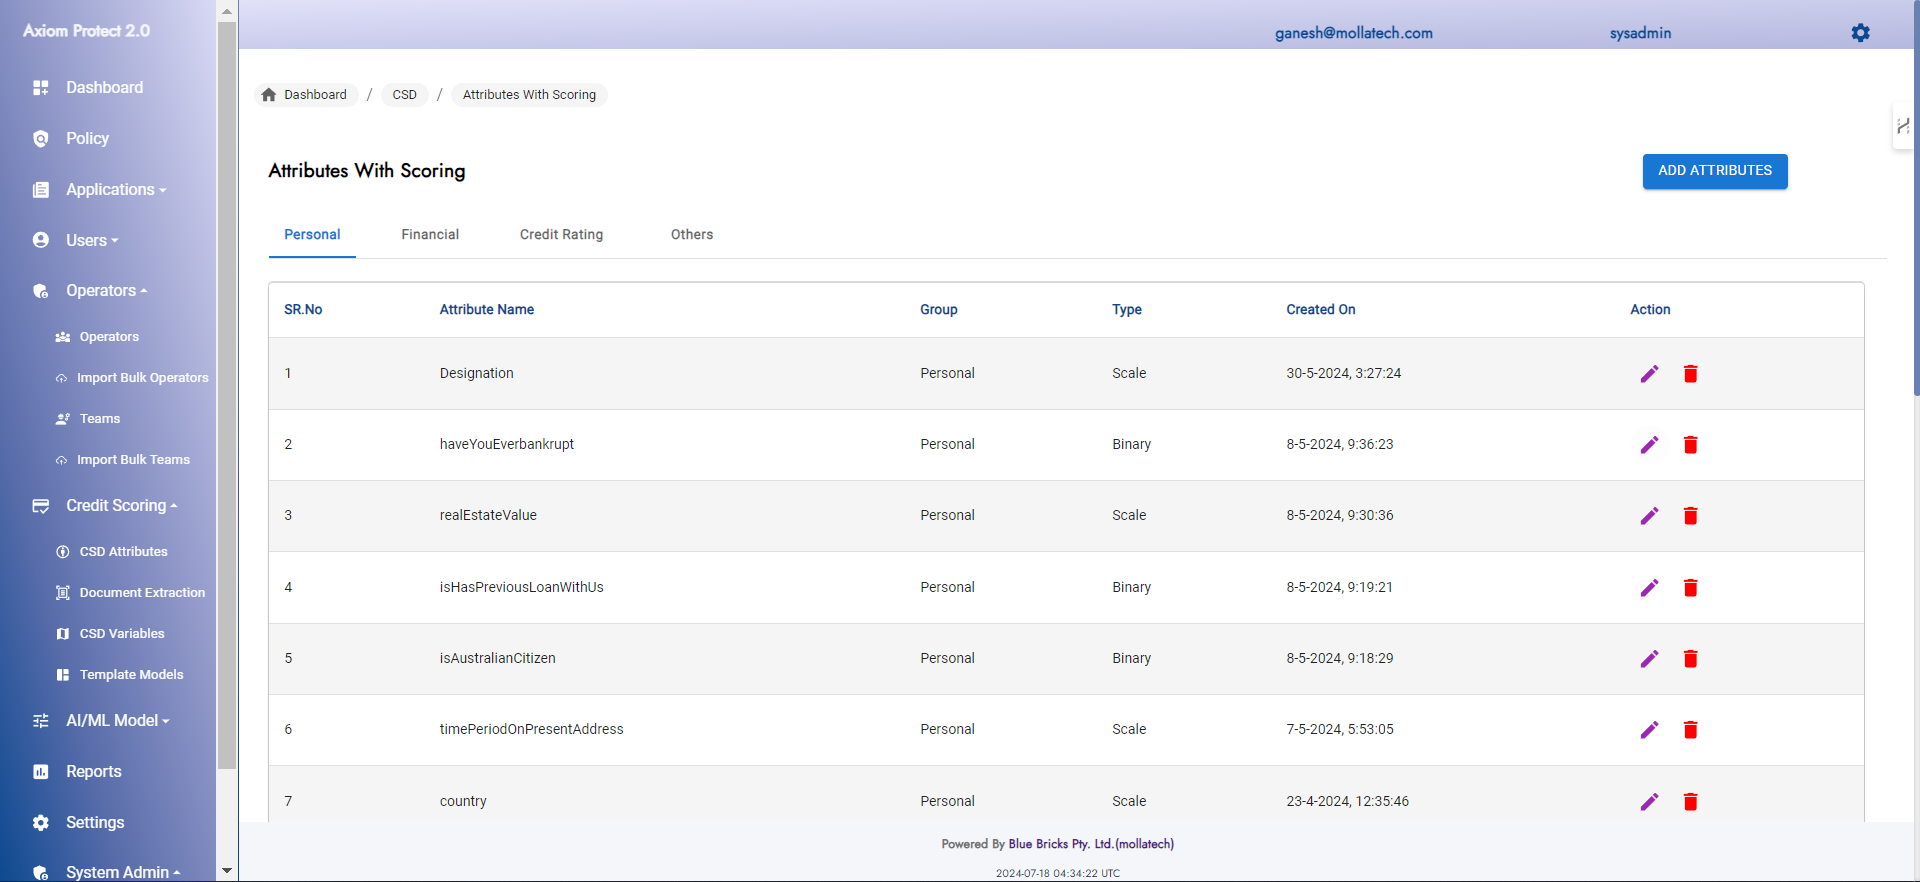 Axiom Protect 2.0
ganesh@mollatech.com
sysadmin
Dashboard
Policy
Applications
Users
Operators
Operators
Import Bulk Operators
Teams
Import Bulk Teams
Credit Scoring
CSD Attributes
Document Extraction
CSD Variables
Template Models
AI/ML Model
Reports
Settings
System Admin
Dashboard / CSD / Attributes With Scoring
Attributes With Scoring
ADD ATTRIBUTES
Personal Financial Credit Rating Others
SR.No Attribute Name Group Type Created On Action
1 Designation Personal Scale 30-5-2024, 3:27:24
2 haveYouEverbankrupt Personal Binary 8-5-2024, 9:36:23
3 realEstateValue Personal Scale 8-5-2024, 9:30:36
4 isHasPreviousLoanWithUs Personal Binary 8-5-2024, 9:19:21
5 isAustralianCitizen Personal Binary 8-5-2024, 9:18:29
6 timePeriodOnPresentAddress Personal Scale 7-5-2024, 5:53:05
7 country Personal Scale 23-4-2024, 12:35:46
Powered By Blue Bricks Pty. Ltd.(mollatech)
2024-07-18 04:34:22 UTC